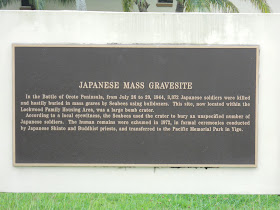 JAPANESE MASS GRAVESITE
In the Battle of Orote Peninsula, from July 26 to 29, 1944, 3,372 Japanese soldiers were killed
and hastily buried in mass graves by Seabees using bulldozers. This site, now located within the
Lockwood Family Housing Area, was a large bomb crater.
According to a local eyewitness, the Seabees used the crater to bury an unspecified number of
Japanese soldiers. The human remains were exhumed in 1972, in formal ceremonies conducted
by Japanese Shinto and Buddhist priests, and transferred to the Pacific Memorial Park in Yigo.